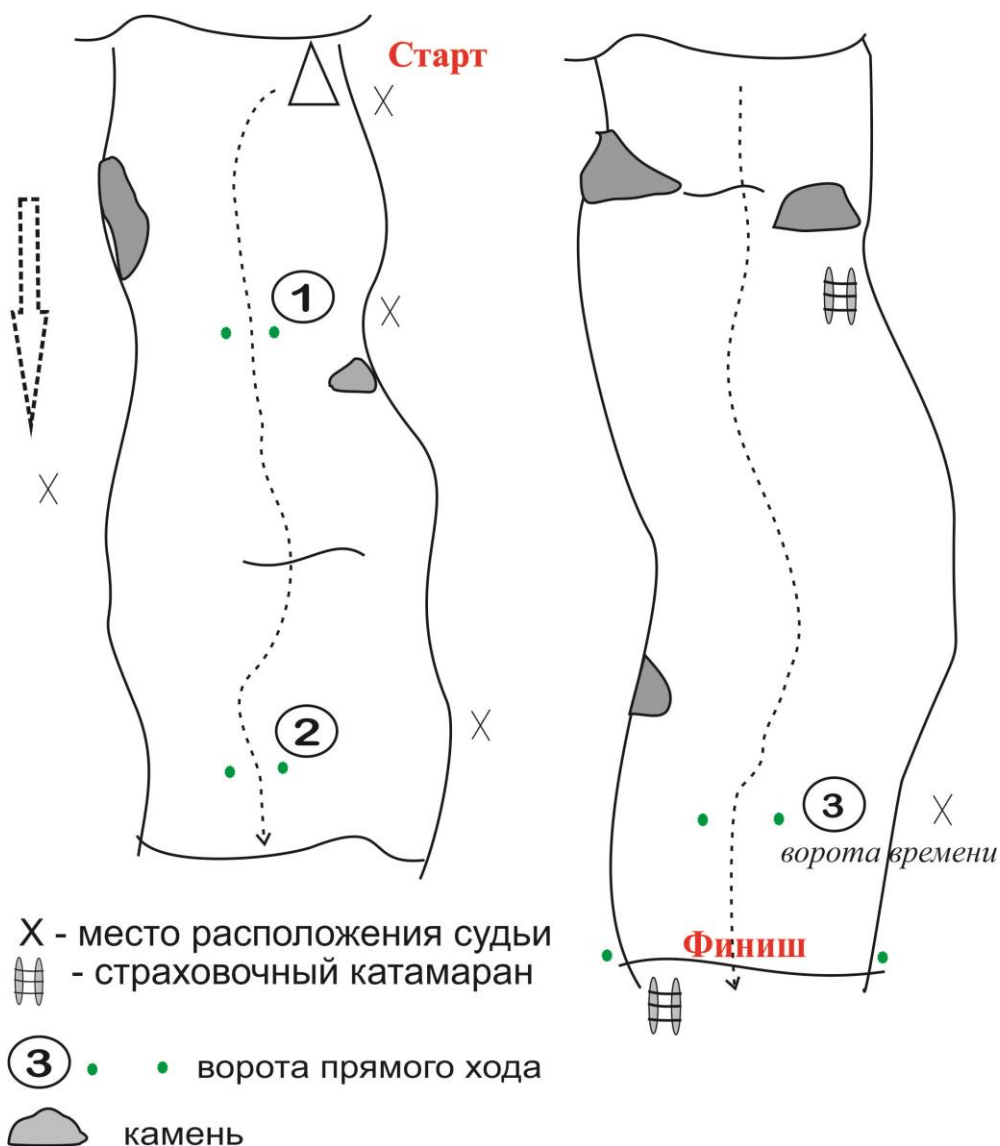 Старт
1
2
3
ворота времени
Финиш
X - место расположения судьи
- страховочный катамаран
3 ворота прямого хода
камень